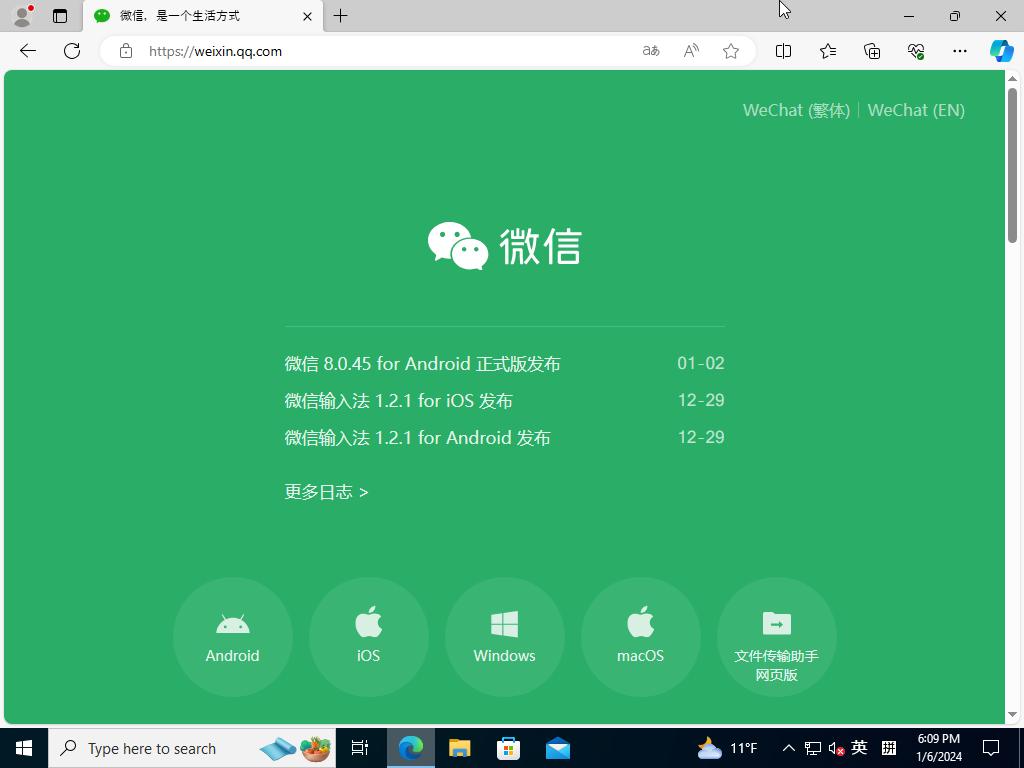 微信，是一个生活方式
https://weixin.qq.com
WeChat (繁体) | WeChat (EN)
微信
微信 8.0.45 for Android 正式版发布 01-02
微信输入法 1.2.1 for iOS 发布 12-29
微信输入法 1.2.1 for Android 发布 12-29
更多日志 >
Android
iOS
Windows
macOS
文件传输助手
网页版
Type here to search
11°F
英
拼
6:09 PM
1/6/2024